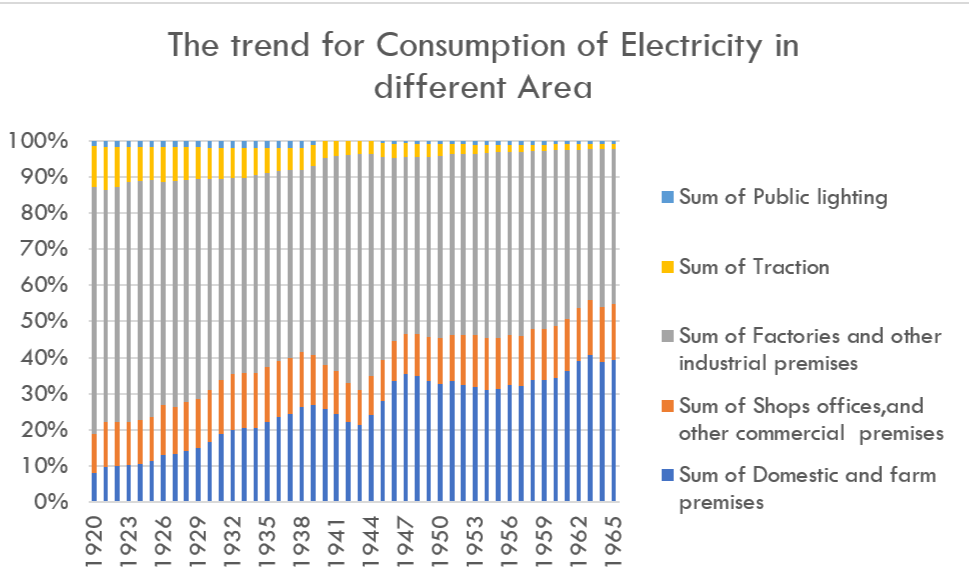 The trend for Consumption of Electricity in
different Area
100%
90%
80%
70%
60%
50%
40%
30%
20%
10%
0%
1920
1923
1926
1929
1932
1935
1938
1941
1944
1947
1950
1953
1956
1959
1962
1965
Sum of Public lighting
Sum of Traction
Sum of Factories and other
industrial premises
Sum of Shops offices,and
other commercial premises
Sum of Domestic and farm
premises